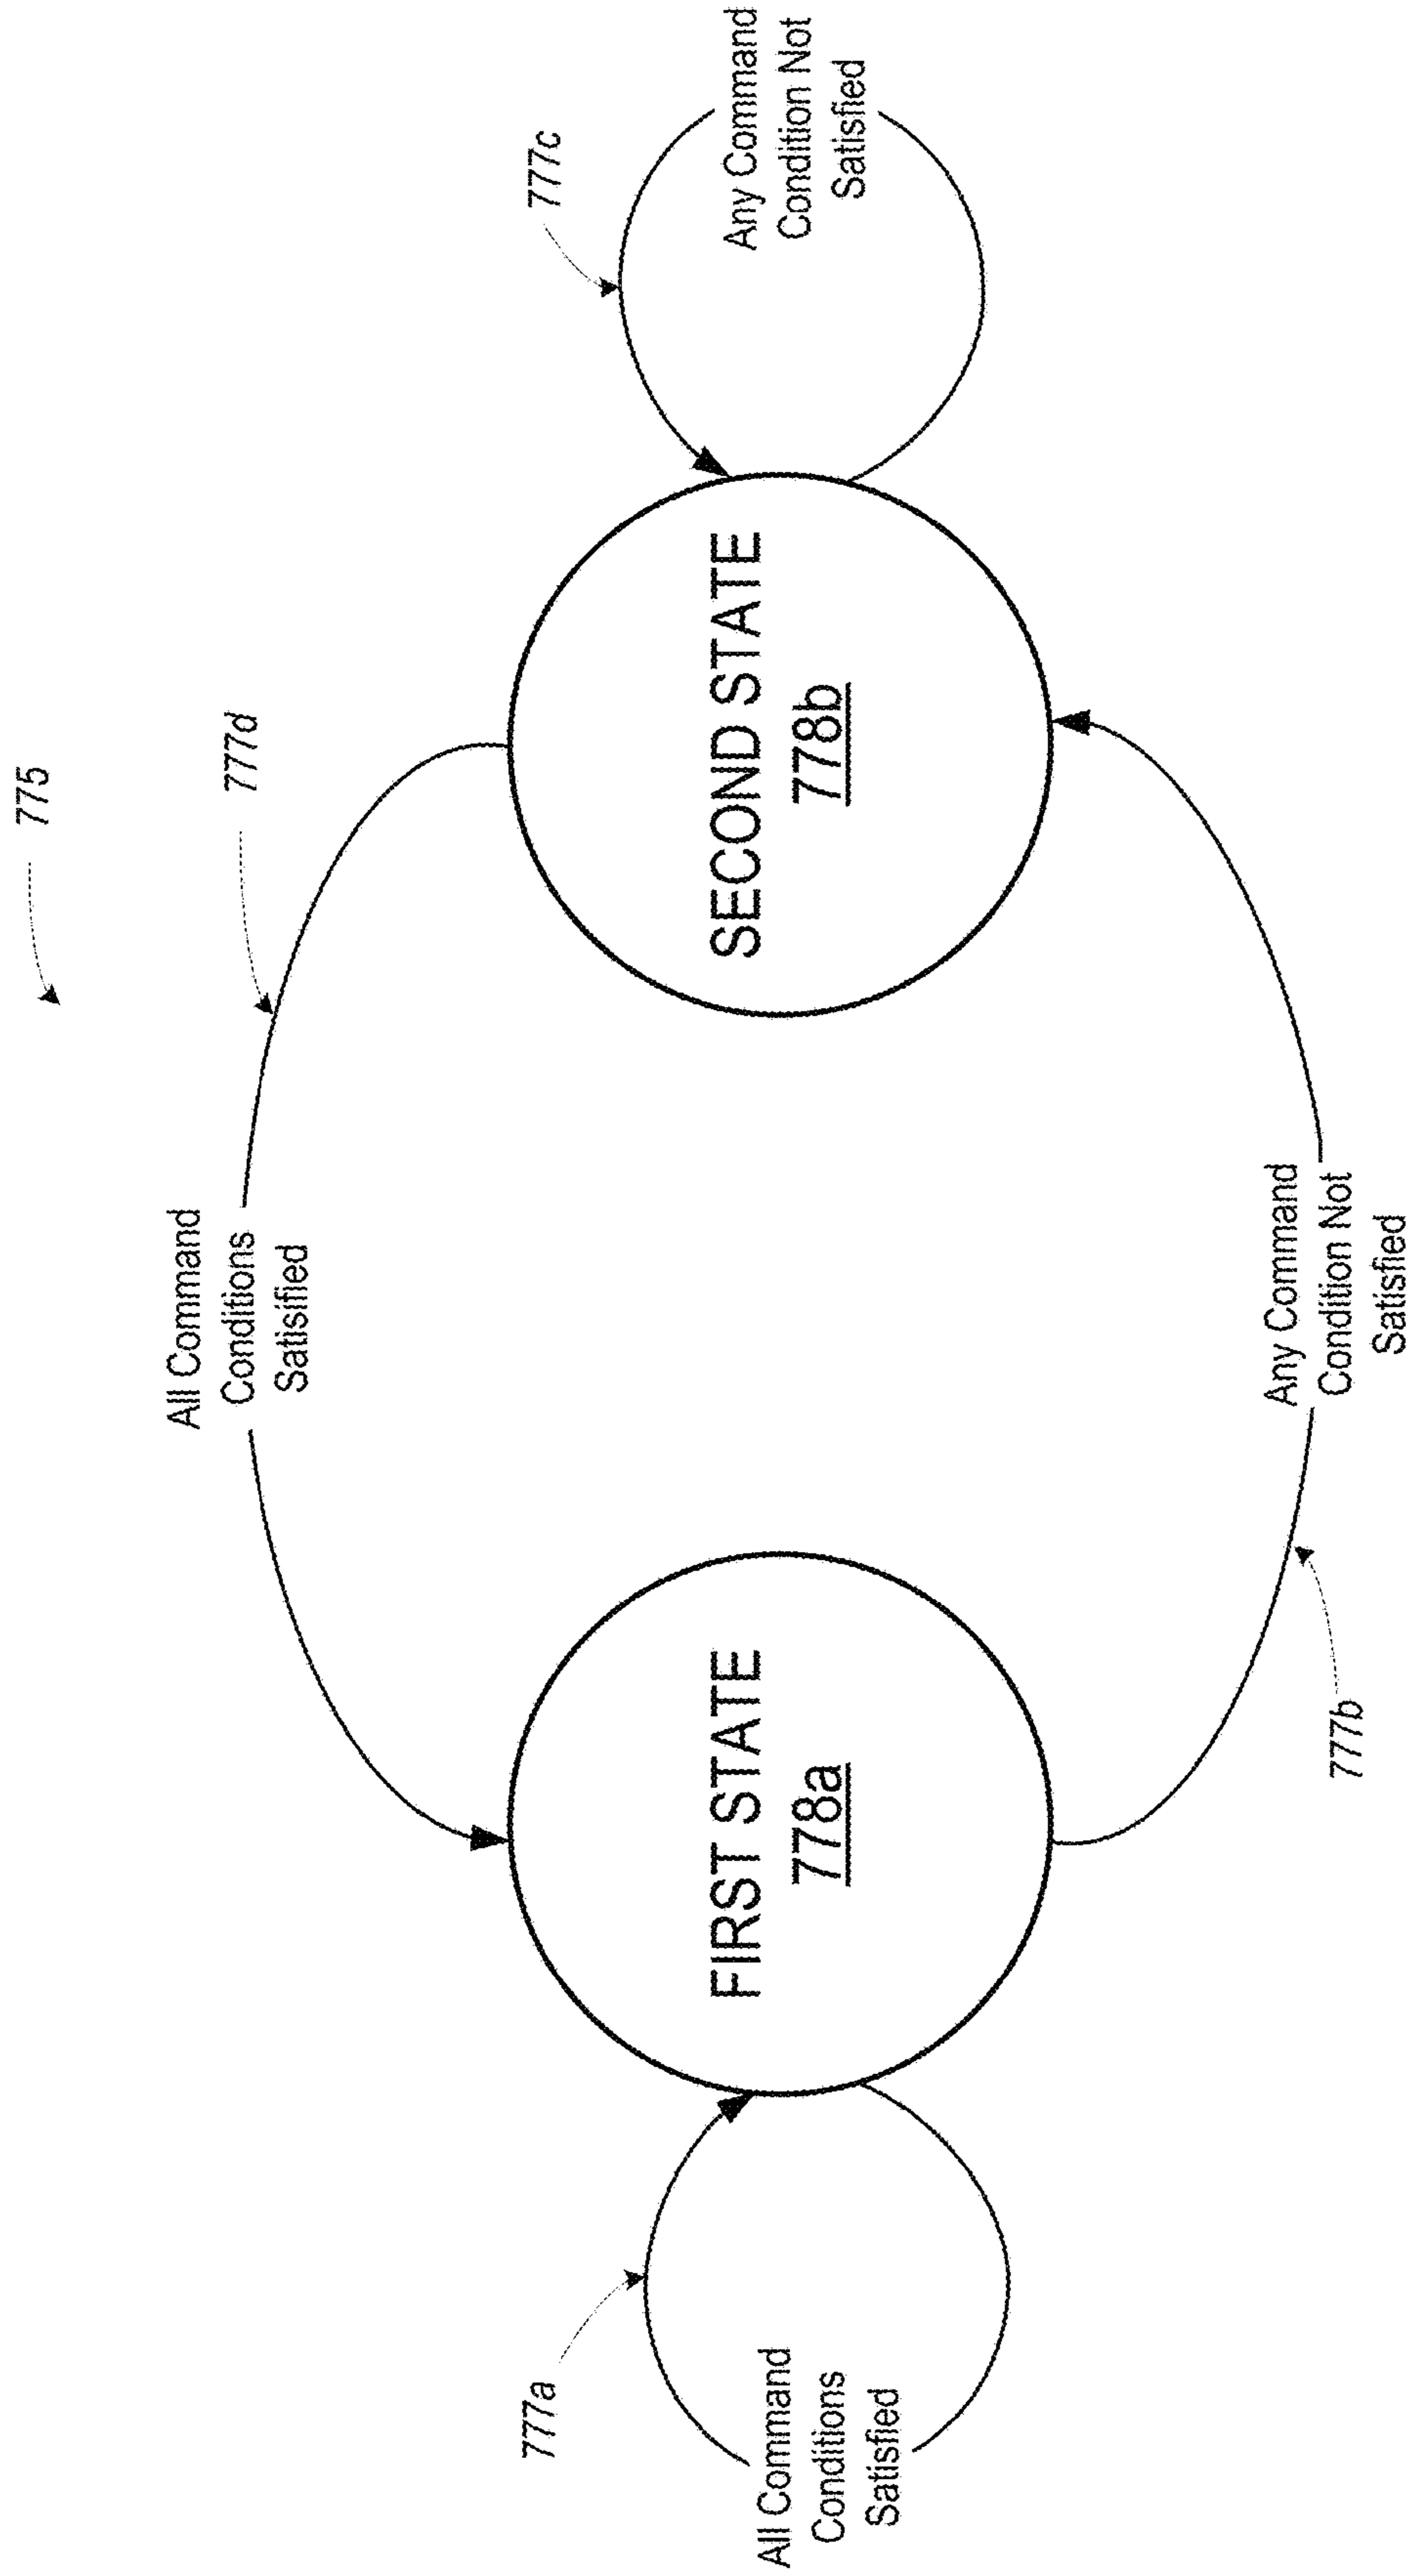 775
777d
All Command
Conditions
Satisified
777a
All Command
Conditions
Satisfied
FIRST STATE
778a
SECOND STATE
778b
777c
Any Command
Condition Not
Satisfied
777b
Any Command
Condition Not
Satisfied